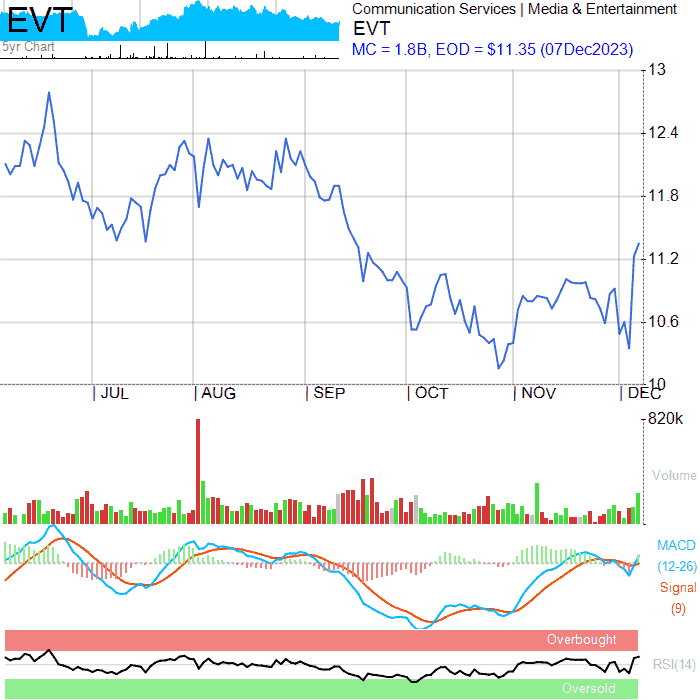 EVT
5yr Chart
Communication Services | Media & Entertainment
EVT
MC = 1.8B, EOD = $11.35 (07Dec2023)
13
12.4
11.8
11.2
10.6
10
JUL
AUG
SEP
OCT
NOV
DEC
820k
Volume
MACD
(12-26)
Signal
(9)
Overbought
RSI(14)
Oversold